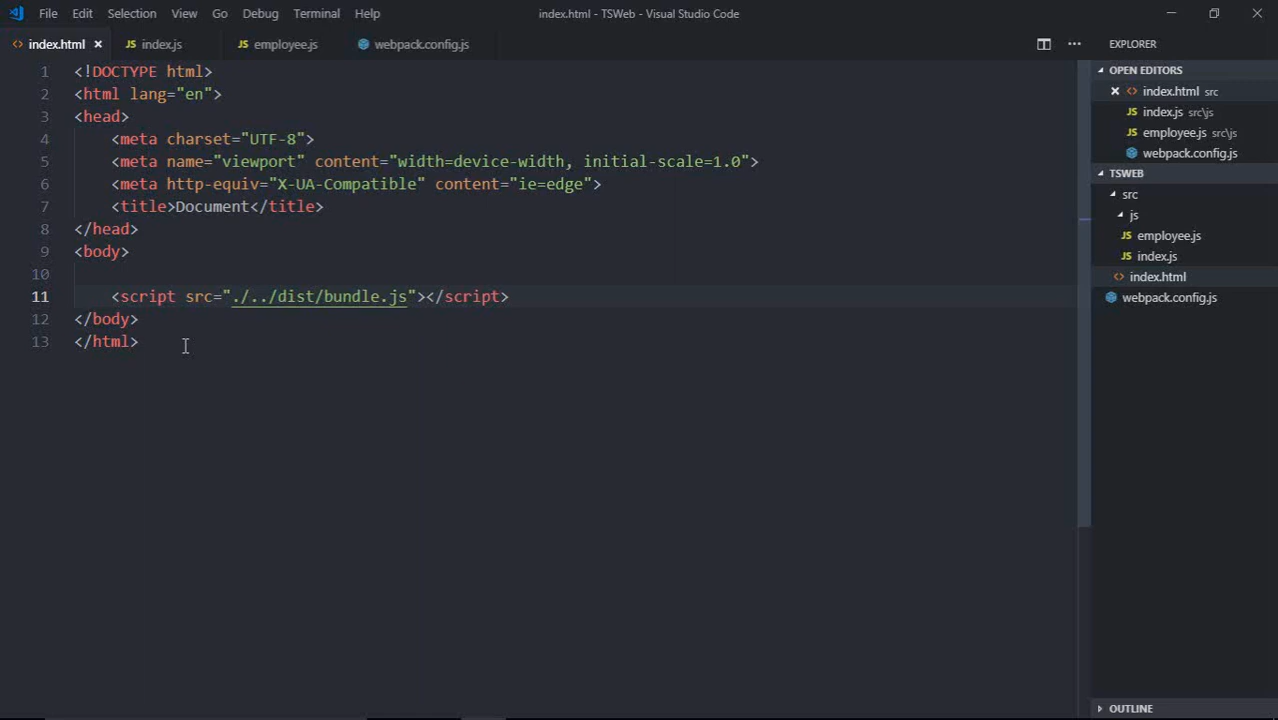 File Edit Selection View Go Debug Terminal Help index.html - TSWeb - Visual Studio Code
index.html index.js employee.js webpack.config.js
1 <!DOCTYPE html>
2 <html lang="en">
3 <head>
4 <meta charset="UTF-8">
5 <meta name="viewport" content="width=device-width, initial-scale=1.0">
6 <meta http-equiv="X-UA-Compatible" content="ie=edge">
7 <title>Document</title>
8 </head>
9 <body>
10
11 <script src="./../dist/bundle.js"></script>
12 </body>
13 </html>
EXPLORER
OPEN EDITORS
index.html src
JS index.js src\js
JS employee.js src\js
webpack.config.js
TSWEB
src
js
JS employee.js
JS index.js
index.html
webpack.config.js
OUTLINE